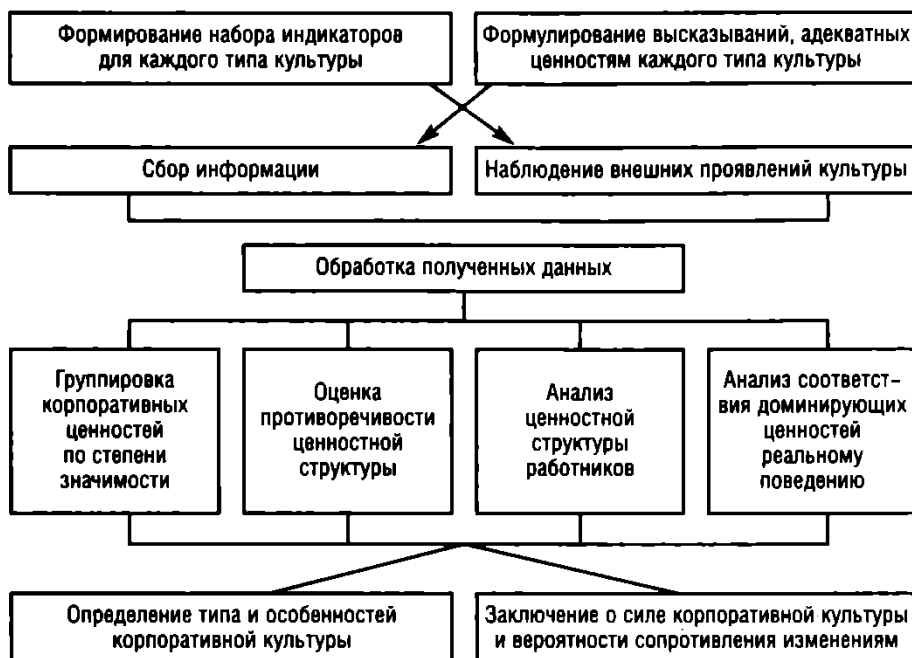 Формирование набора индикаторов
для каждого типа культуры
Формулирование высказываний, адекватных
ценностям каждого типа культуры
Сбор информации
Наблюдение внешних проявлений культуры
Обработка полученных данных
Группировка
корпоративных
ценностей
по степени
значимости
Оценка
противоречивости
ценностной
структуры
Анализ
ценностной
структуры
работников
Анализ соответст-
вия доминирующих
ценностей
реальному
поведению
Определение типа и особенностей
корпоративной культуры
Заключение о силе корпоративной культуры
и вероятности сопротивления изменениям